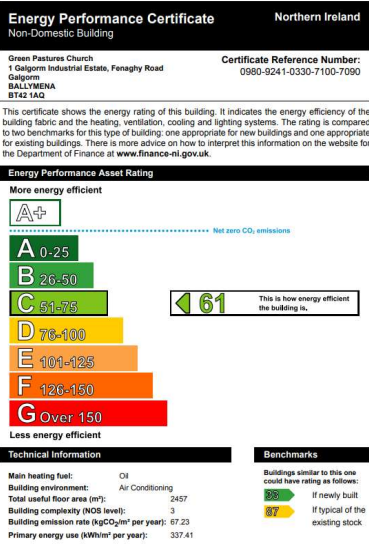 Energy Performance Certificate
Northern Ireland
Non-Domestic Building
Green Pastures Church
1 Galgorm Industrial Estate, Fenaghy Road
Galgorm
BALLYMENA
BT42 1AQ
Certificate Reference Number:
0980-9241-0330-7100-7090
This certificate shows the energy rating of this building. It indicates the energy efficiency of the
building fabric and the heating, ventilation, cooling and lighting systems. The rating is compared
to two benchmarks for this type of building: one appropriate for new buildings and one appropriate
for existing buildings. There is more advice on how to interpret this information on the website for
the Department of Finance at www.finance-ni.gov.uk.
Energy Performance Asset Rating
More energy efficient
A+
Net zero CO₂ emissions
A 0-25
B 26-50
C 51-75
61
This is how energy efficient
the building is.
D 76-100
E 101-125
F 126-150
G Over 150
Less energy efficient
Technical Information
Main heating fuel: Oil
Building environment: Air Conditioning
Total useful floor area (m²): 2457
Building complexity (NOS level): 3
Building emission rate (kgCO₂/m² per year): 67.23
Primary energy use (kWh/m² per year): 337.41
Benchmarks
Buildings similar to this one
could have rating as follows:
If newly built
87 If typical of the
existing stock